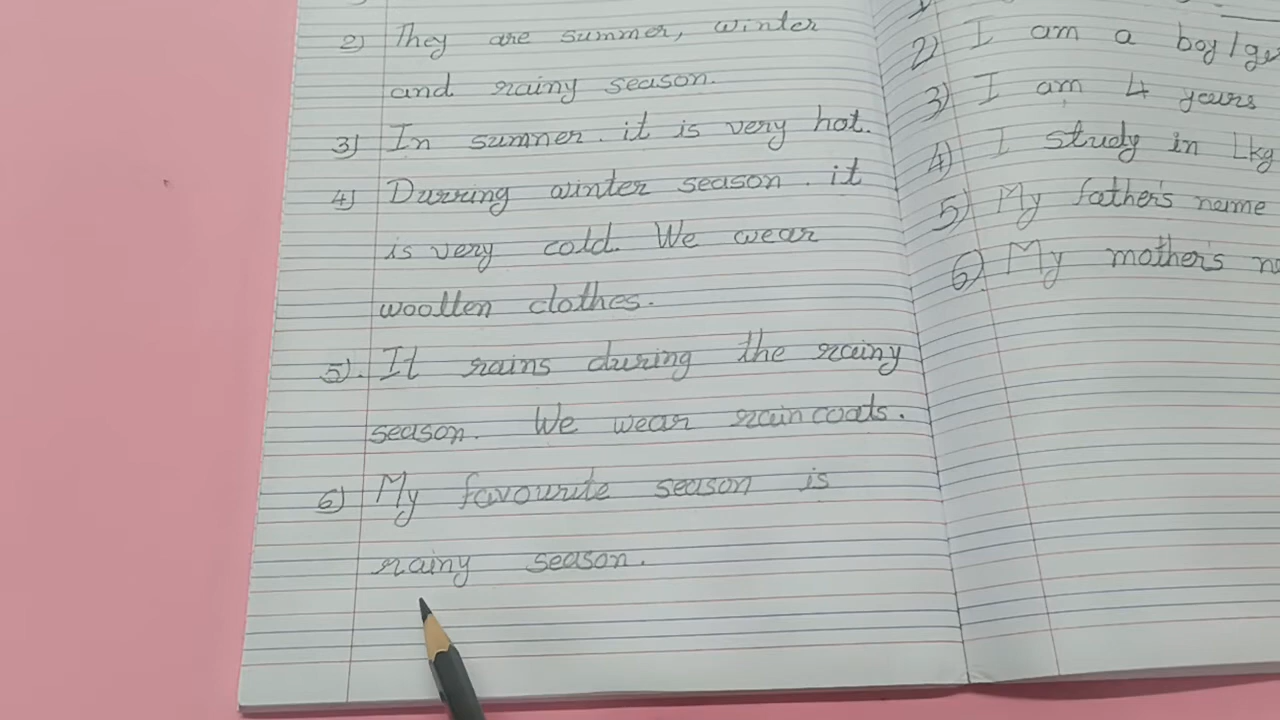 2) They are summer, winter
and rainy season.
3) In summer. it is very hot.
4) Durring winter season. it
is very cold. We wear
woollen clothes.
5). It rains during the rainy
season. We wear rain coats.
6) My favourite season is
rainy season.
2) I am a boy/
3) I am 4 years
4) I study in Lkg
5) My father's name
6) My mother's